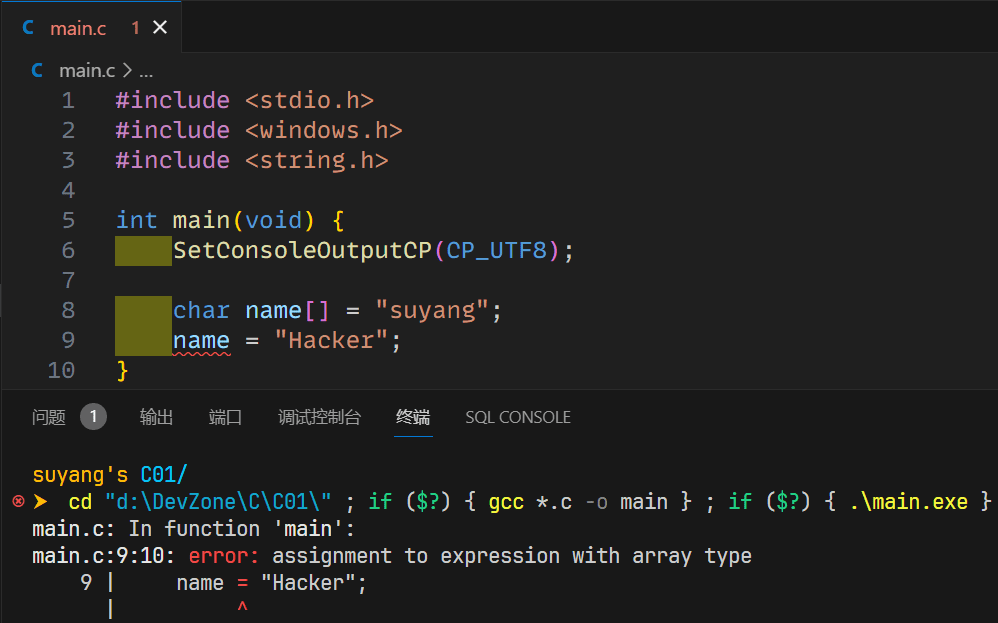 C main.c 1 ×
C main.c > ...
1 #include <stdio.h>
2 #include <windows.h>
3 #include <string.h>
4
5 int main(void) {
6     SetConsoleOutputCP(CP_UTF8);
7
8     char name[] = "suyang";
9     name = "Hacker";
10 }
问题 1 输出 端口 调试控制台 终端 SQL CONSOLE
suyang's C01/
cd "d:\DevZone\C\C01\" ; if ($?) { gcc *.c -o main } ; if ($?) { .\main.exe }
main.c: In function 'main':
main.c:9:10: error: assignment to expression with array type
9 |     name = "Hacker";
|          ^